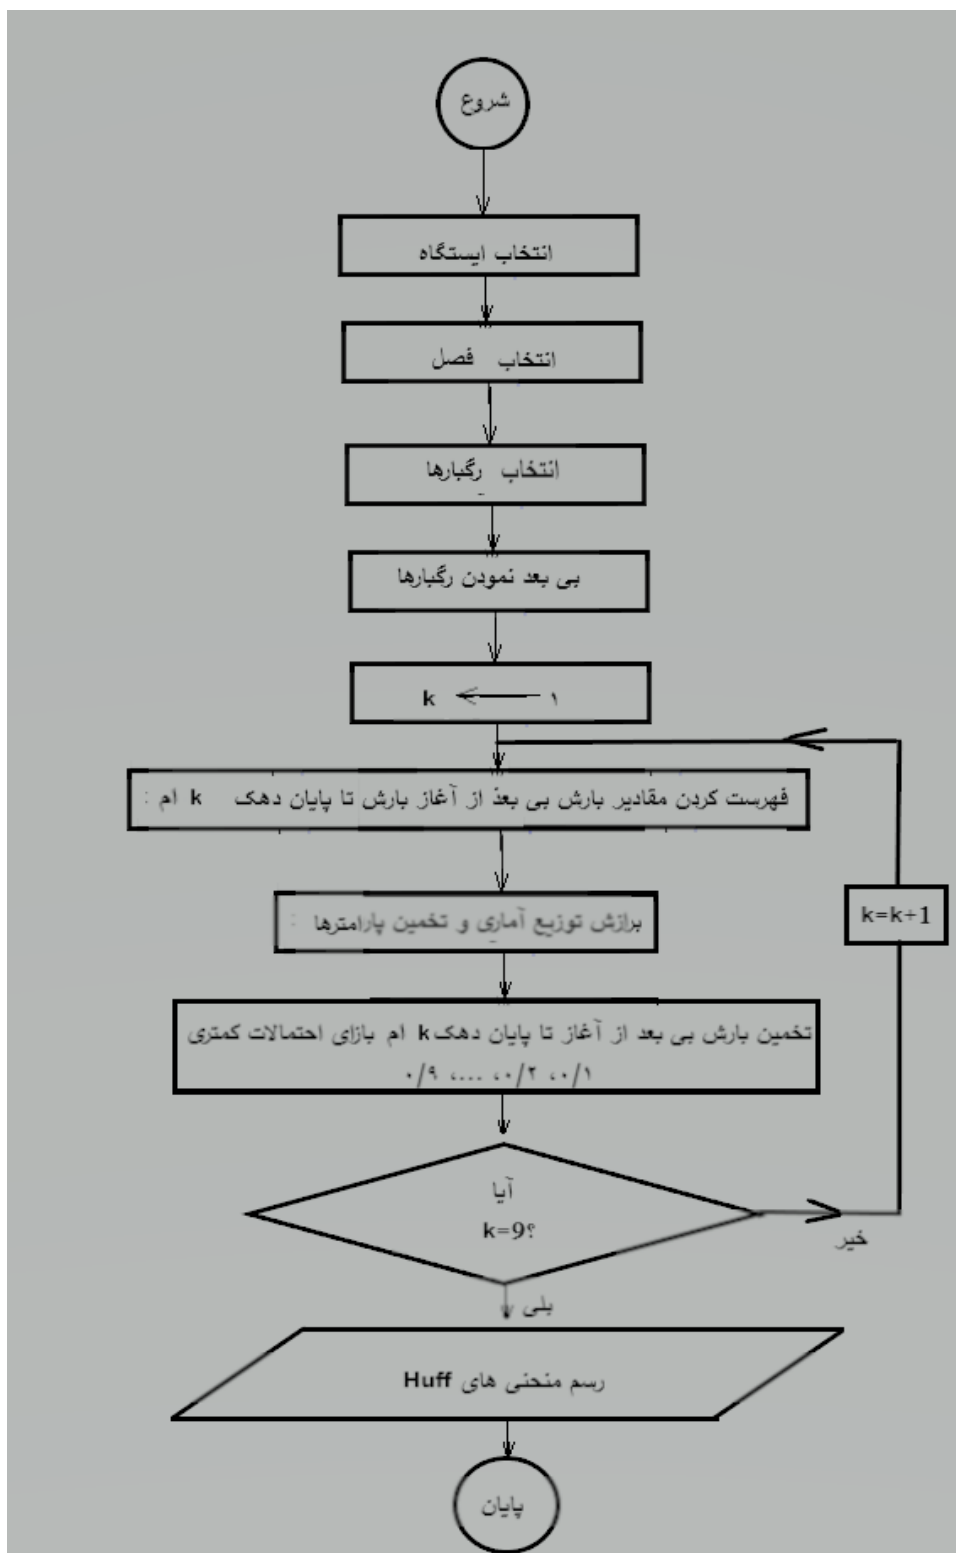 شروع
انتخاب ایستگاه
انتخاب فصل
انتخاب رگبارها
بی بعد نمودن رگبارها
k ← ۱
فهرست کردن مقادیر بارش بی بعد از آغاز بارش تا پایان دهک k ام :
برازش توزیع آماری و تخمین پارامترها :
k=k+1
تخمین بارش بی بعد از آغاز تا پایان دهک k ام بازای احتمالات کمتری
۰/۱، ۰/۲، ...، ۰/۹
آیا
k=9؟
خیر
بلی
رسم منحنی های Huff
پایان